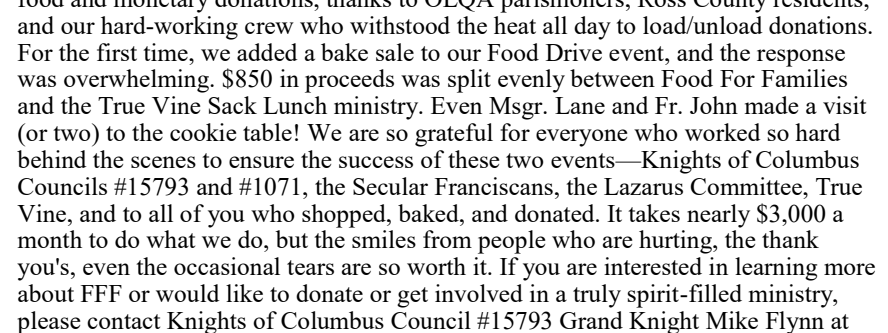 food and monetary donations, thanks to OLQA parishioners, Ross County residents,
and our hard-working crew who withstood the heat all day to load/unload donations.
For the first time, we added a bake sale to our Food Drive event, and the response
was overwhelming. $850 in proceeds was split evenly between Food For Families
and the True Vine Sack Lunch ministry. Even Msgr. Lane and Fr. John made a visit
(or two) to the cookie table! We are so grateful for everyone who worked so hard
behind the scenes to ensure the success of these two events—Knights of Columbus
Councils #15793 and #1071, the Secular Franciscans, the Lazarus Committee, True
Vine, and to all of you who shopped, baked, and donated. It takes nearly $3,000 a
month to do what we do, but the smiles from people who are hurting, the thank
you's, even the occasional tears are so worth it. If you are interested in learning more
about FFF or would like to donate or get involved in a truly spirit-filled ministry,
please contact Knights of Columbus Council #15793 Grand Knight Mike Flynn at